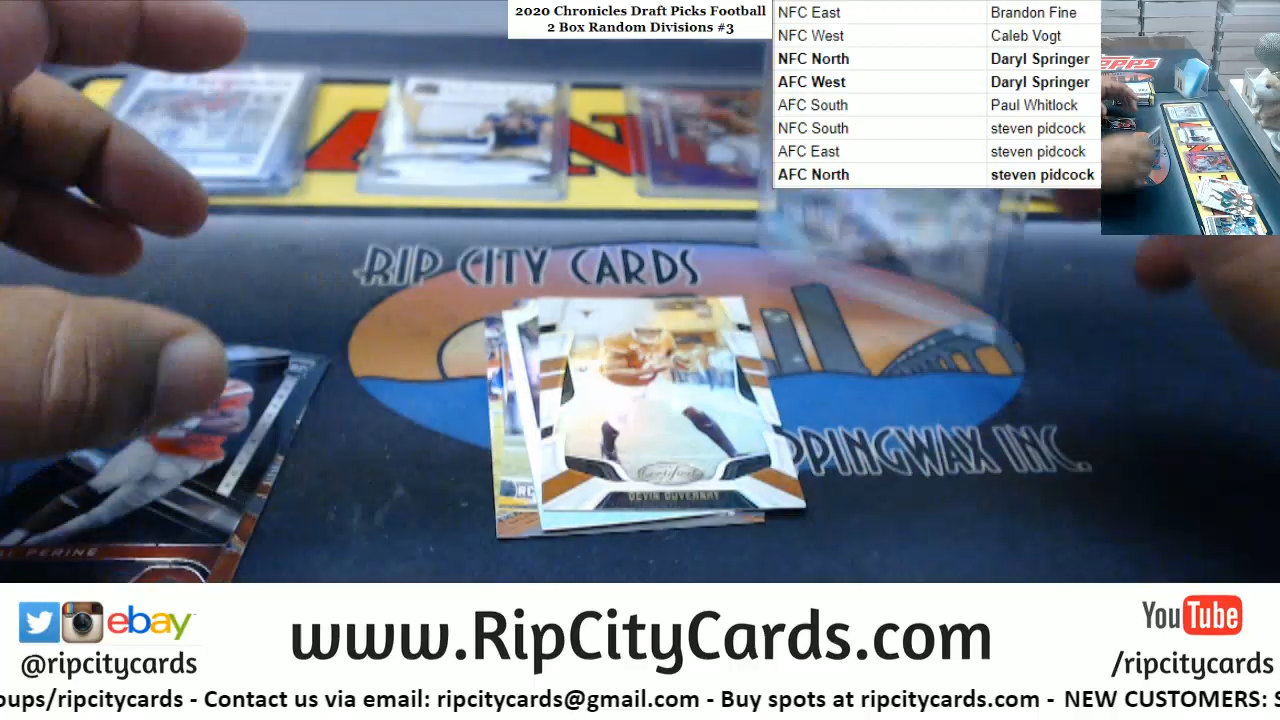 2020 Chronicles Draft Picks Football
2 Box Random Divisions #3
NFC East Brandon Fine
NFC West Caleb Vogt
NFC North Daryl Springer
AFC West Daryl Springer
AFC South Paul Whitlock
NFC South steven pidcock
AFC East steven pidcock
AFC North steven pidcock
RIP CITY CARDS
PPINGWAX INC.
Certified
DEVIN DUVERNAY
RC
PERINE
ebay
@ripcitycards
www.RipCityCards.com
YouTube
/ripcitycards
oups/ripcitycards - Contact us via email: ripcitycards@gmail.com - Buy spots at ripcitycards.com - NEW CUSTOMERS: S